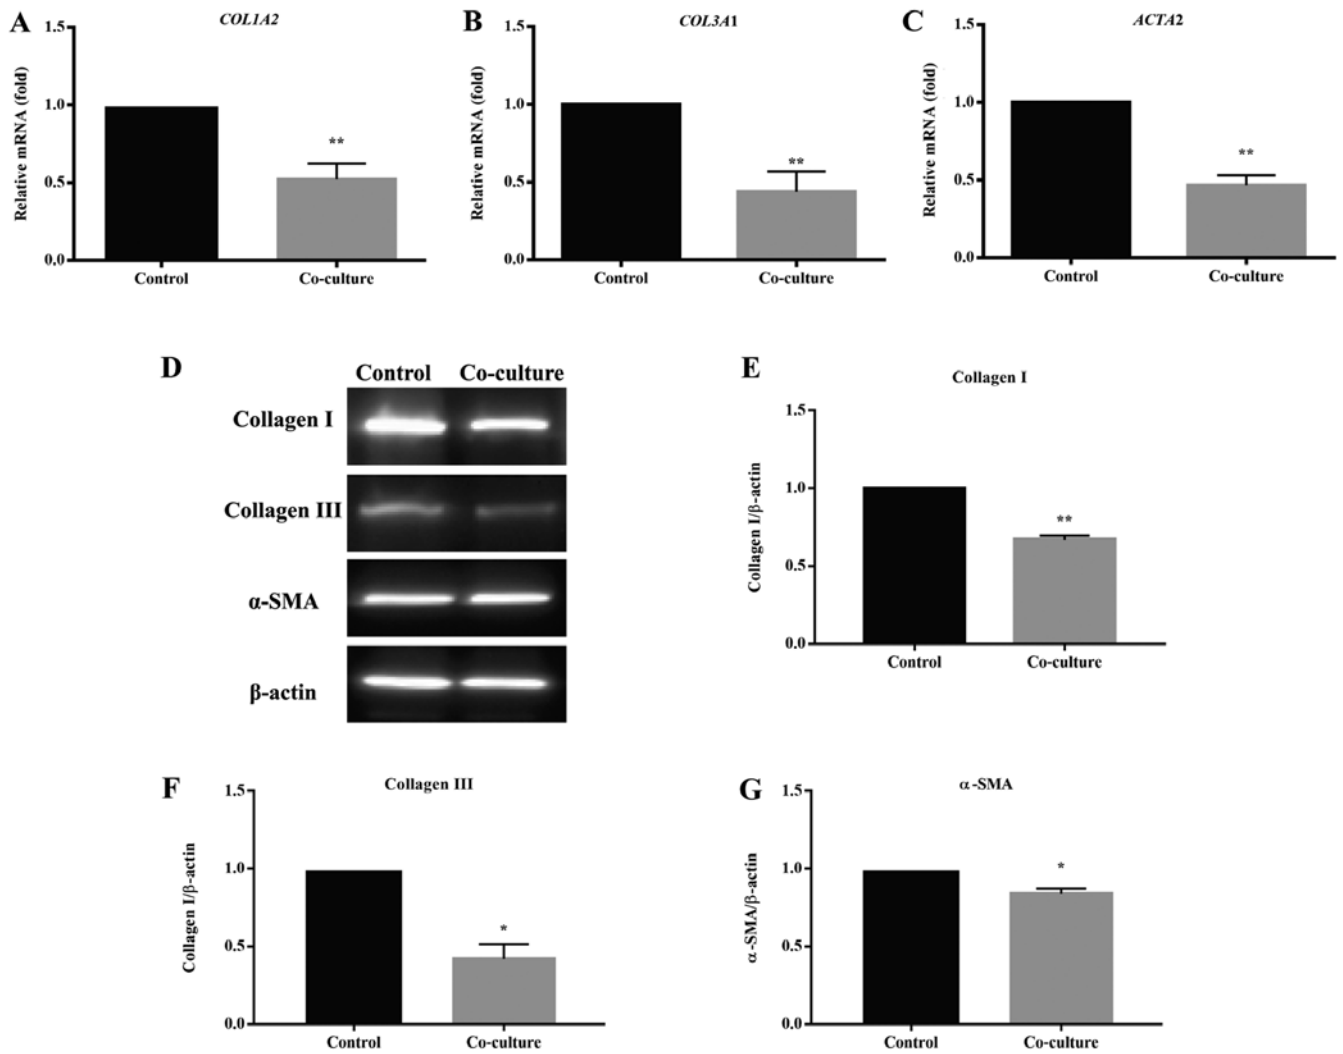 A
COL1A2
Relative mRNA (fold)
1.5
1.0
0.5
0.0
**
Control
Co-culture
B
COL3A1
Relative mRNA (fold)
1.5
1.0
0.5
0.0
**
Control
Co-culture
C
ACTA2
Relative mRNA (fold)
1.5
1.0
0.5
0.0
**
Control
Co-culture
D
Control Co-culture
Collagen I
Collagen III
α-SMA
β-actin
E
Collagen I
Collagen I/β-actin
1.5
1.0
0.5
0.0
**
Control
Co-culture
F
Collagen III
Collagen I/β-actin
1.5
1.0
0.5
0.0
*
Control
Co-culture
G
α-SMA
α-SMA/β-actin
1.5
1.0
0.5
0.0
*
Control
Co-culture